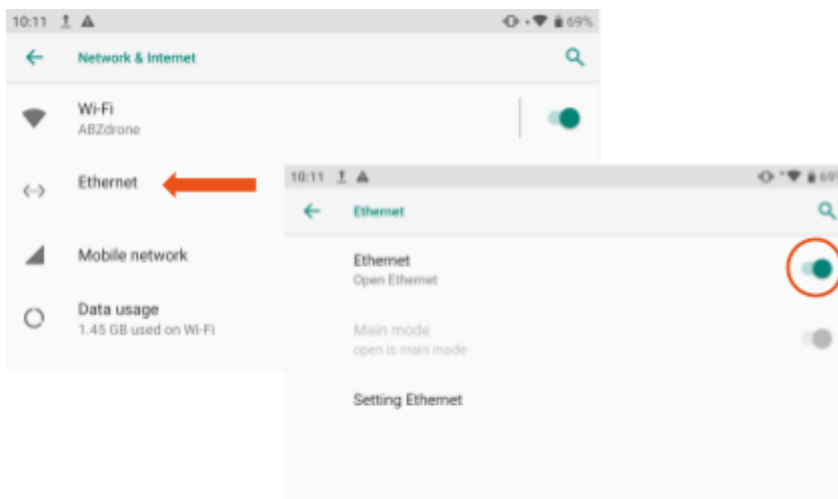 10:11 69%
Network & Internet
Wi-Fi
ABZdrone
Ethernet
Mobile network
Data usage
1.45 GB used on Wi-Fi
10:11 69%
Ethernet
Ethernet
Open Ethernet
Main mode
open is main mode
Setting Ethernet